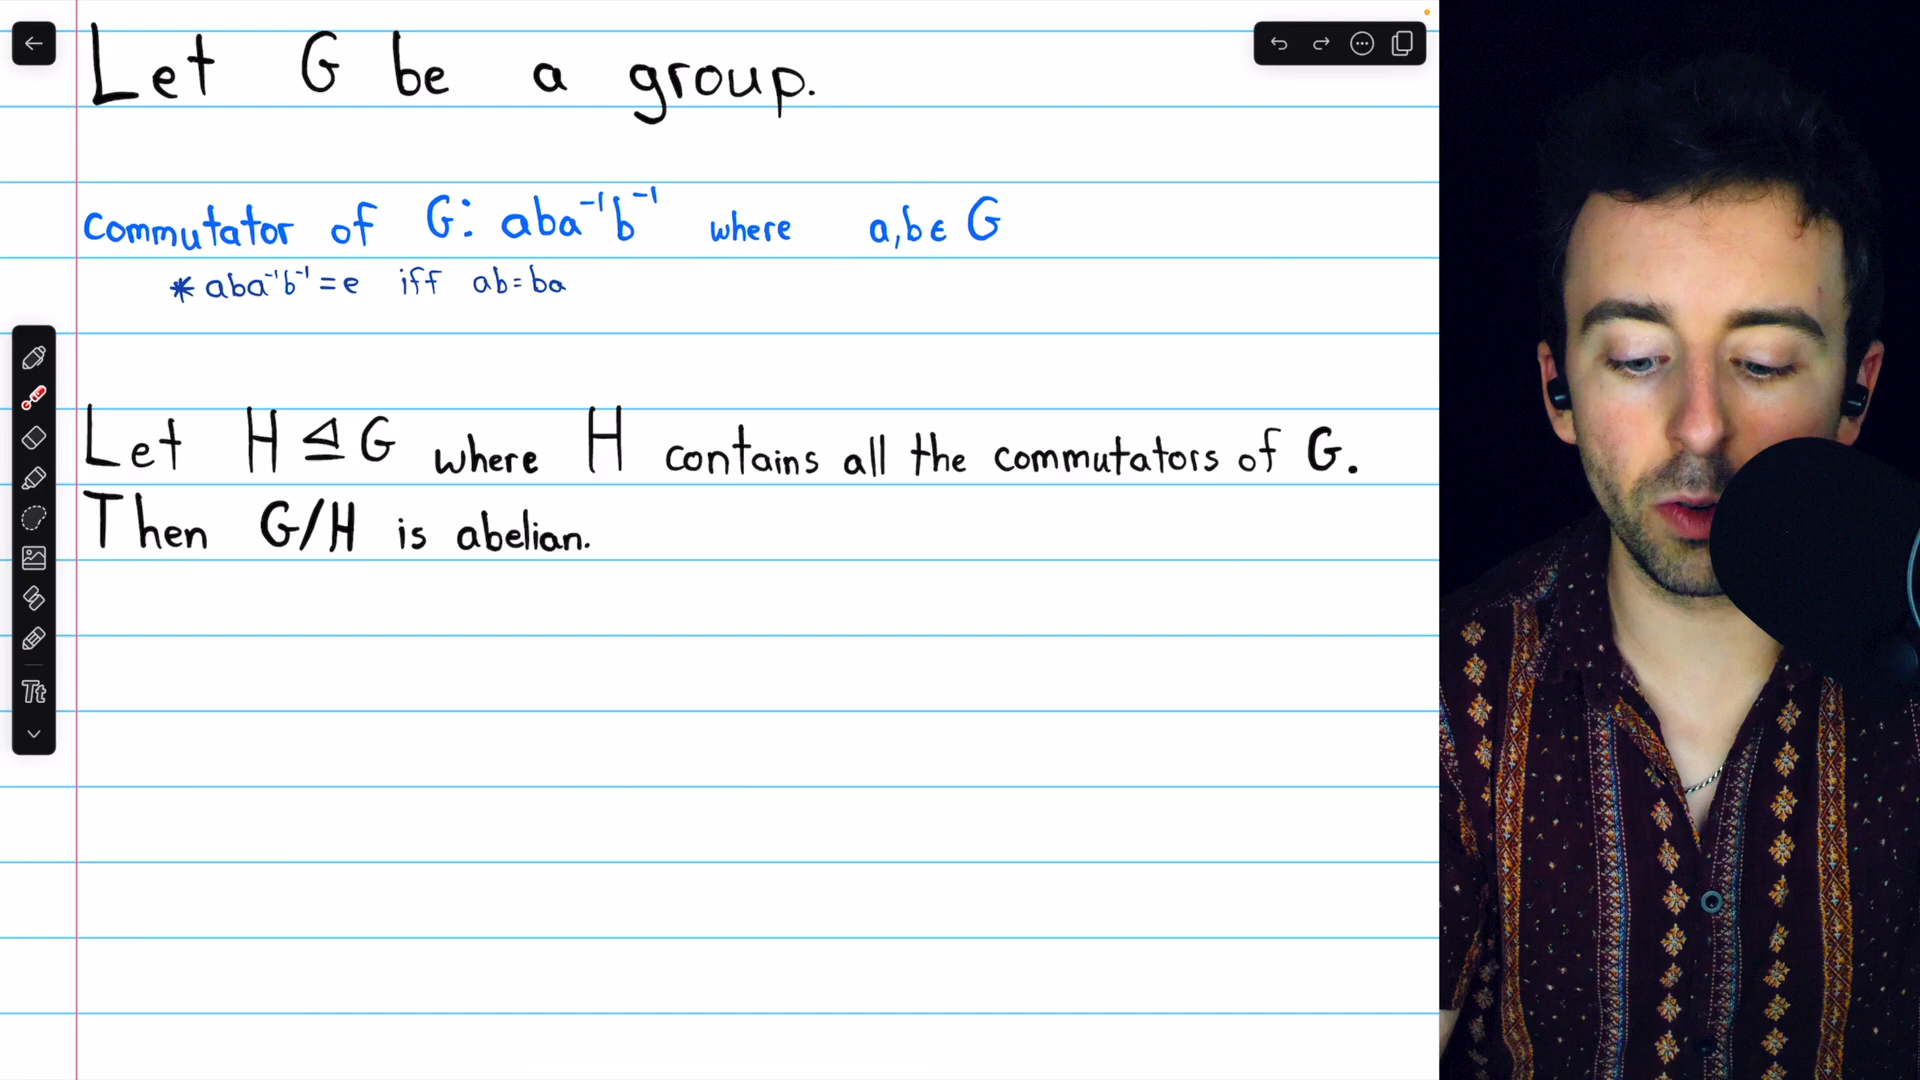 Let G be a group.
commutator of G: aba⁻¹b⁻¹ where a,b ∈ G
* aba⁻¹b⁻¹ = e iff ab = ba
Let H ⊴ G where H contains all the commutators of G.
Then G/H is abelian.
Tt